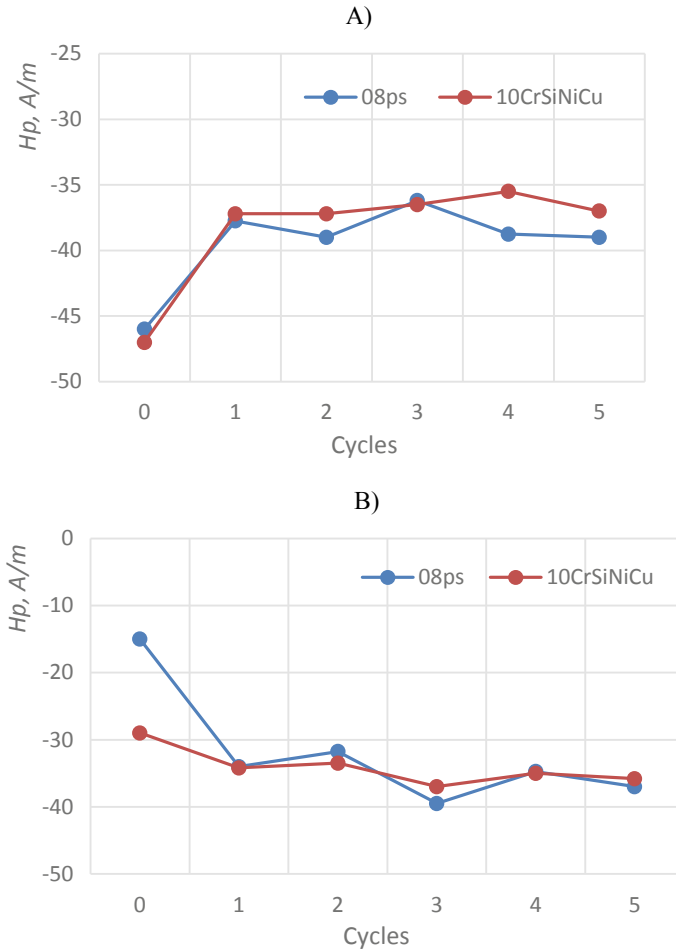 A)
-25
-30
-35
-40
-45
-50
Hp, A/m
08ps
10CrSiNiCu
0 1 2 3 4 5
Cycles
B)
0
-10
-20
-30
-40
-50
Hp, A/m
08ps
10CrSiNiCu
0 1 2 3 4 5
Cycles